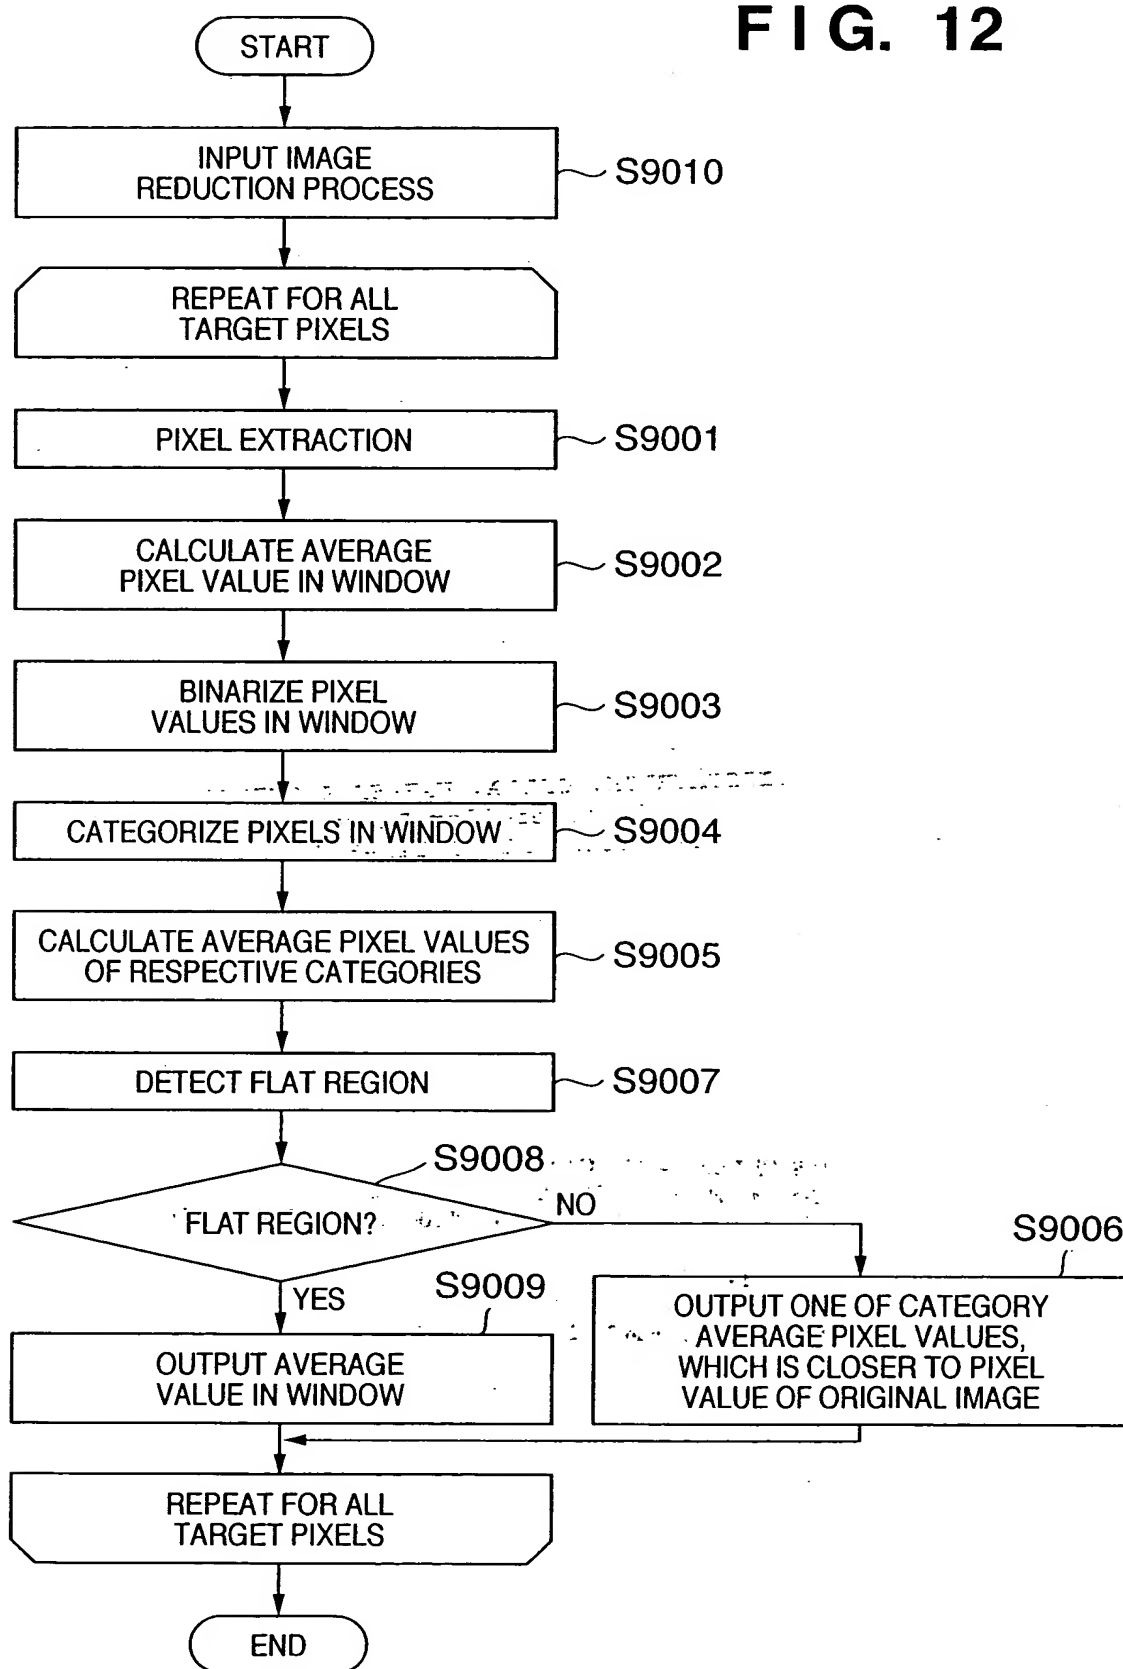 FIG. 12
START
INPUT IMAGE
REDUCTION PROCESS
S9010
REPEAT FOR ALL
TARGET PIXELS
PIXEL EXTRACTION
S9001
CALCULATE AVERAGE
PIXEL VALUE IN WINDOW
S9002
BINARIZE PIXEL
VALUES IN WINDOW
S9003
CATEGORIZE PIXELS IN WINDOW
S9004
CALCULATE AVERAGE PIXEL VALUES
OF RESPECTIVE CATEGORIES
S9005
DETECT FLAT REGION
S9007
S9008
FLAT REGION?
NO
YES
S9009
OUTPUT AVERAGE
VALUE IN WINDOW
S9006
OUTPUT ONE OF CATEGORY
AVERAGE PIXEL VALUES,
WHICH IS CLOSER TO PIXEL
VALUE OF ORIGINAL IMAGE
REPEAT FOR ALL
TARGET PIXELS
END